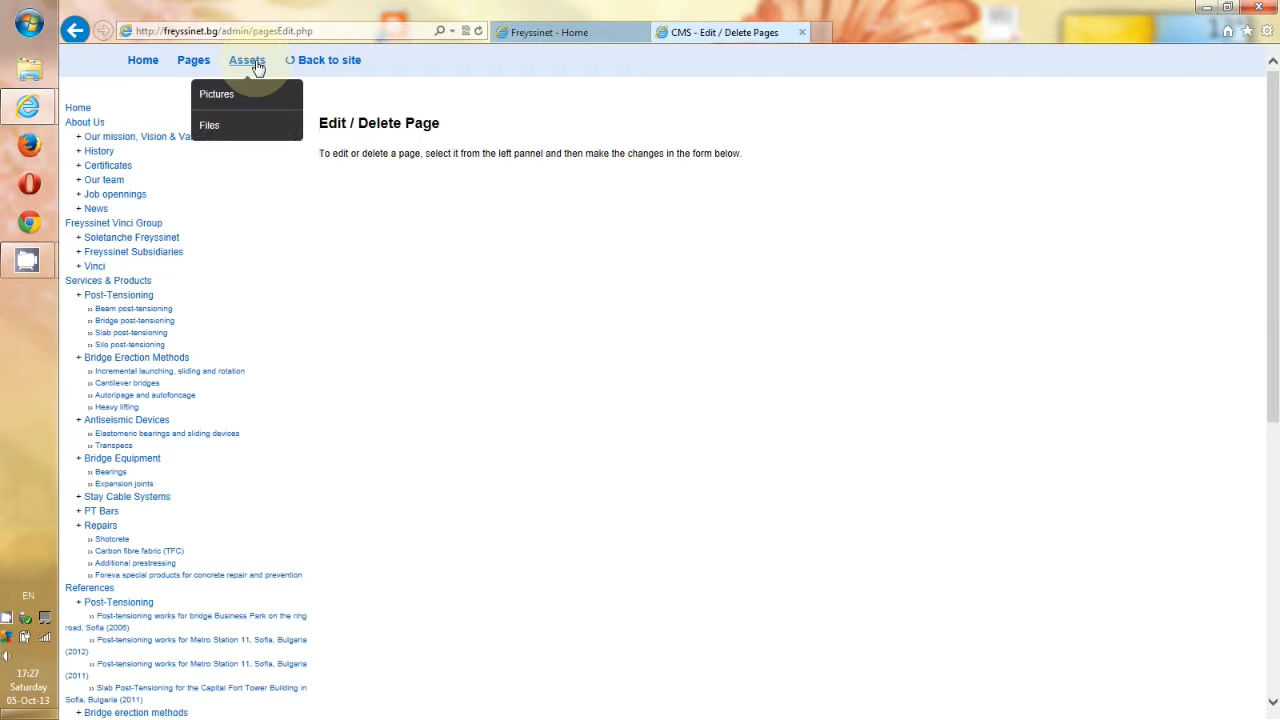 http://freyssinet.bg/admin/pagesEdit.php
Freyssinet - Home
CMS - Edit / Delete Pages
Home
Pages
Assets
Back to site
Pictures
Files
Edit / Delete Page
To edit or delete a page, select it from the left pannel and then make the changes in the form below.
Home
About Us
+ Our mission, Vision & Va
+ History
+ Certificates
+ Our team
+ Job opennings
+ News
Freyssinet Vinci Group
+ Soletanche Freyssinet
+ Freyssinet Subsidiaries
+ Vinci
Services & Products
+ Post-Tensioning
›› Beam post-tensioning
›› Bridge post-tensioning
›› Slab post-tensioning
›› Silo post-tensioning
+ Bridge Erection Methods
›› Incremental launching, sliding and rotation
›› Cantilever bridges
›› Autoripage and autofoncage
›› Heavy lifting
+ Antiseismic Devices
›› Elastomeric bearings and sliding devices
›› Transpecs
+ Bridge Equipment
›› Bearings
›› Expansion joints
+ Stay Cable Systems
+ PT Bars
+ Repairs
›› Shotcrete
›› Carbon fibre fabric (TFC)
›› Additional prestressing
›› Foreva special products for concrete repair and prevention
References
+ Post-Tensioning
›› Post-tensioning works for bridge Business Park on the ring
road, Sofia (2006)
›› Post-tensioning works for Metro Station 11, Sofia, Bulgaria
(2012)
›› Post-tensioning works for Metro Station 11, Sofia, Bulgaria
(2011)
›› Slab Post-Tensioning for the Capital Fort Tower Building in
Sofia, Bulgaria (2011)
+ Bridge erection methods
EN
17:27
Saturday
05-Oct-13